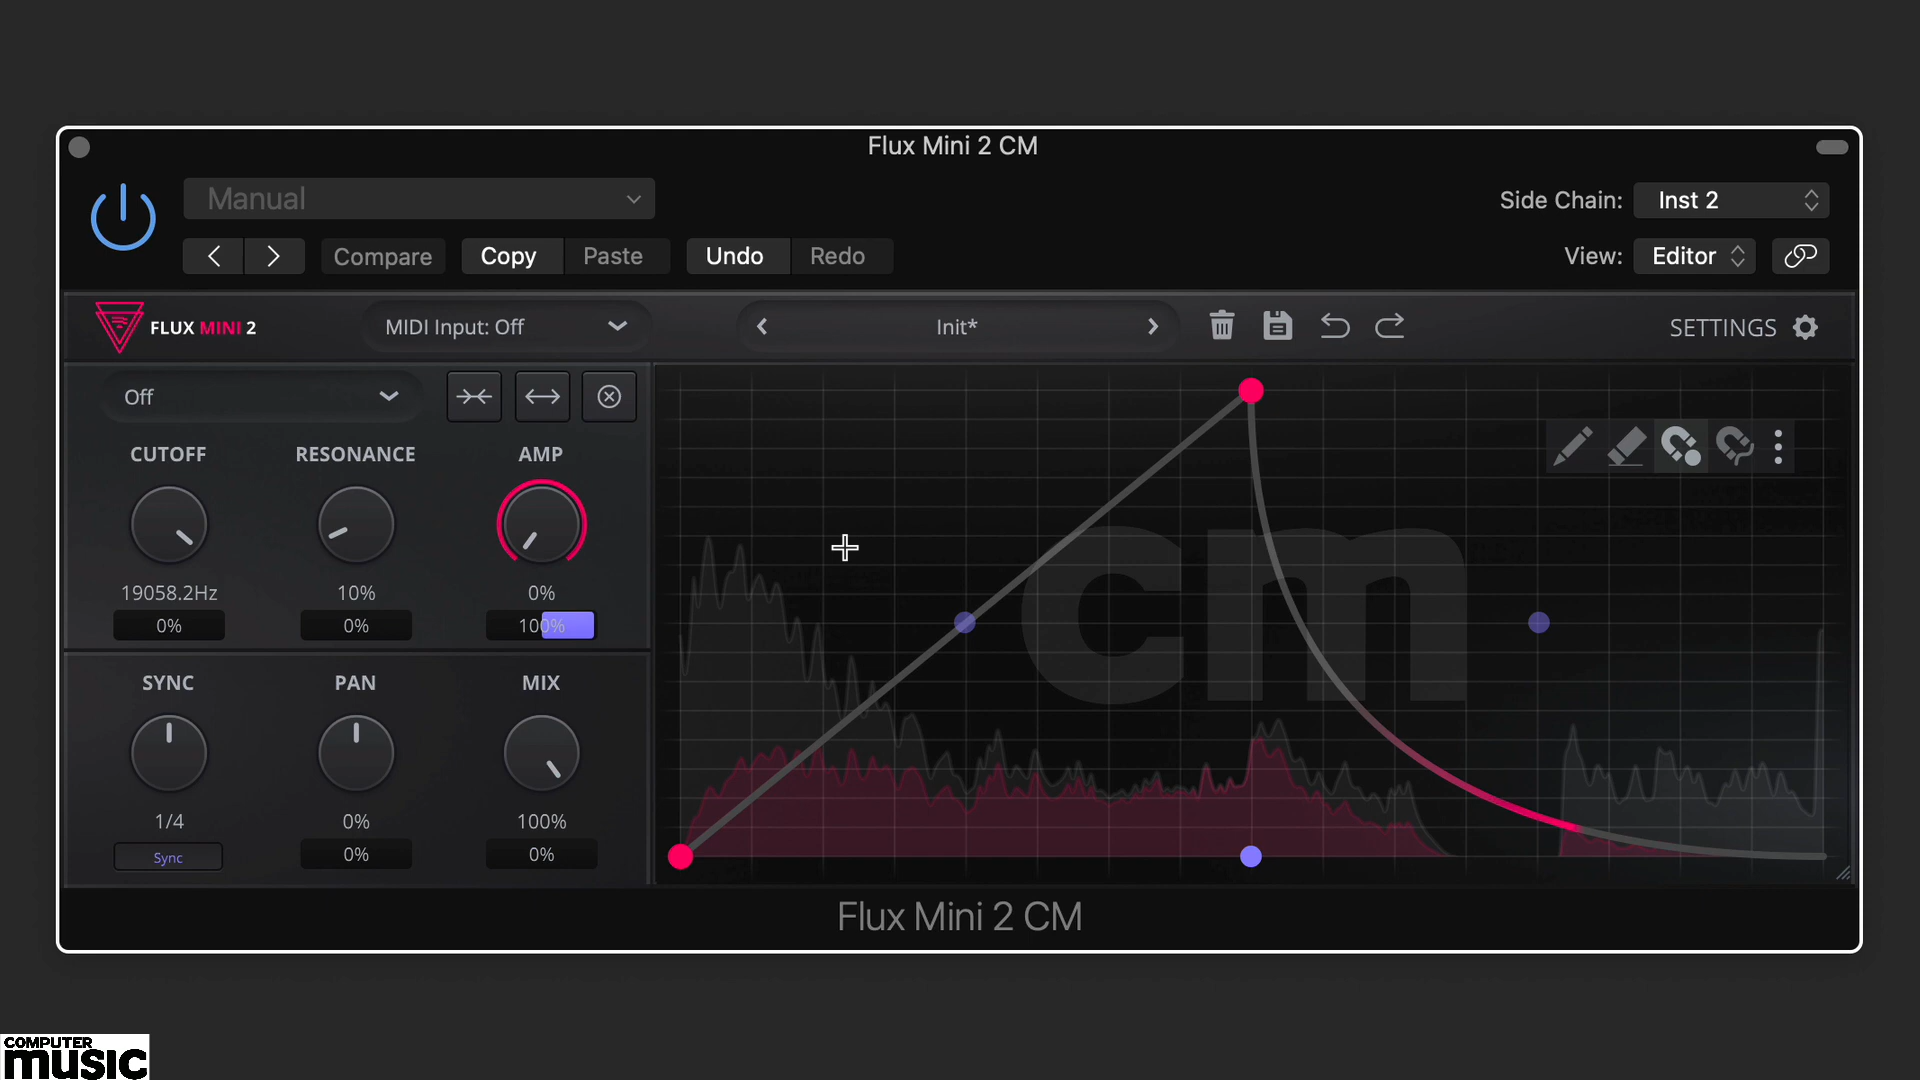 Flux Mini 2 CM
Manual
Side Chain: Inst 2
Compare Copy Paste Undo Redo
View: Editor
FLUX MINI 2
MIDI Input: Off
Init*
SETTINGS
Off
CUTOFF RESONANCE AMP
19058.2Hz 10% 0%
0% 0% 100%
SYNC PAN MIX
1/4 0% 100%
Sync 0% 0%
cm
Flux Mini 2 CM
COMPUTER
music